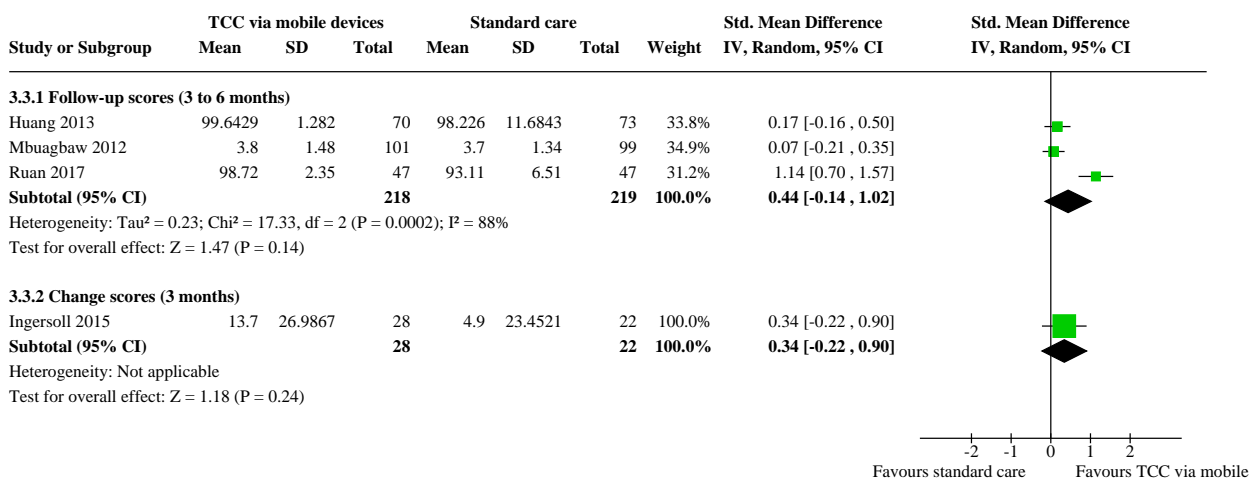 TCC via mobile devices Standard care Std. Mean Difference Std. Mean Difference
Study or Subgroup Mean SD Total Mean SD Total Weight IV, Random, 95% CI IV, Random, 95% CI
3.3.1 Follow-up scores (3 to 6 months)
Huang 2013 99.6429 1.282 70 98.226 11.6843 73 33.8% 0.17 [-0.16 , 0.50]
Mbuagbaw 2012 3.8 1.48 101 3.7 1.34 99 34.9% 0.07 [-0.21 , 0.35]
Ruan 2017 98.72 2.35 47 93.11 6.51 47 31.2% 1.14 [0.70 , 1.57]
Subtotal (95% CI) 218 219 100.0% 0.44 [-0.14 , 1.02]
Heterogeneity: Tau² = 0.23; Chi² = 17.33, df = 2 (P = 0.0002); I² = 88%
Test for overall effect: Z = 1.47 (P = 0.14)
3.3.2 Change scores (3 months)
Ingersoll 2015 13.7 26.9867 28 4.9 23.4521 22 100.0% 0.34 [-0.22 , 0.90]
Subtotal (95% CI) 28 22 100.0% 0.34 [-0.22 , 0.90]
Heterogeneity: Not applicable
Test for overall effect: Z = 1.18 (P = 0.24)
-2 -1 0 1 2
Favours standard care Favours TCC via mobile